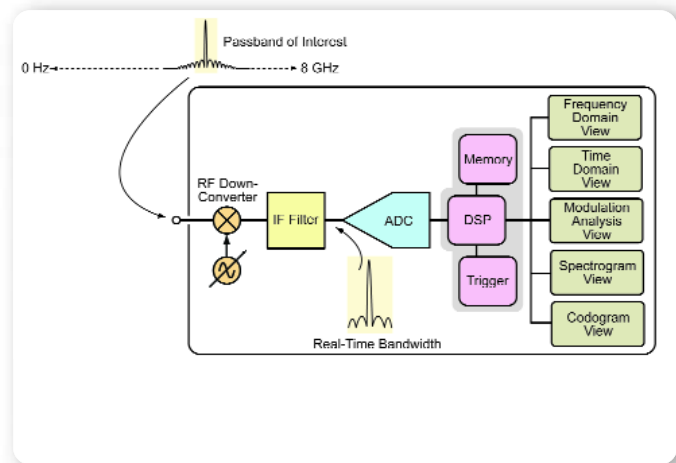 Passband of Interest
0 Hz
8 GHz
RF Down-
Converter
IF Filter
ADC
Memory
DSP
Trigger
Real-Time Bandwidth
Frequency
Domain
View
Time
Domain
View
Modulation
Analysis
View
Spectrogram
View
Codogram
View